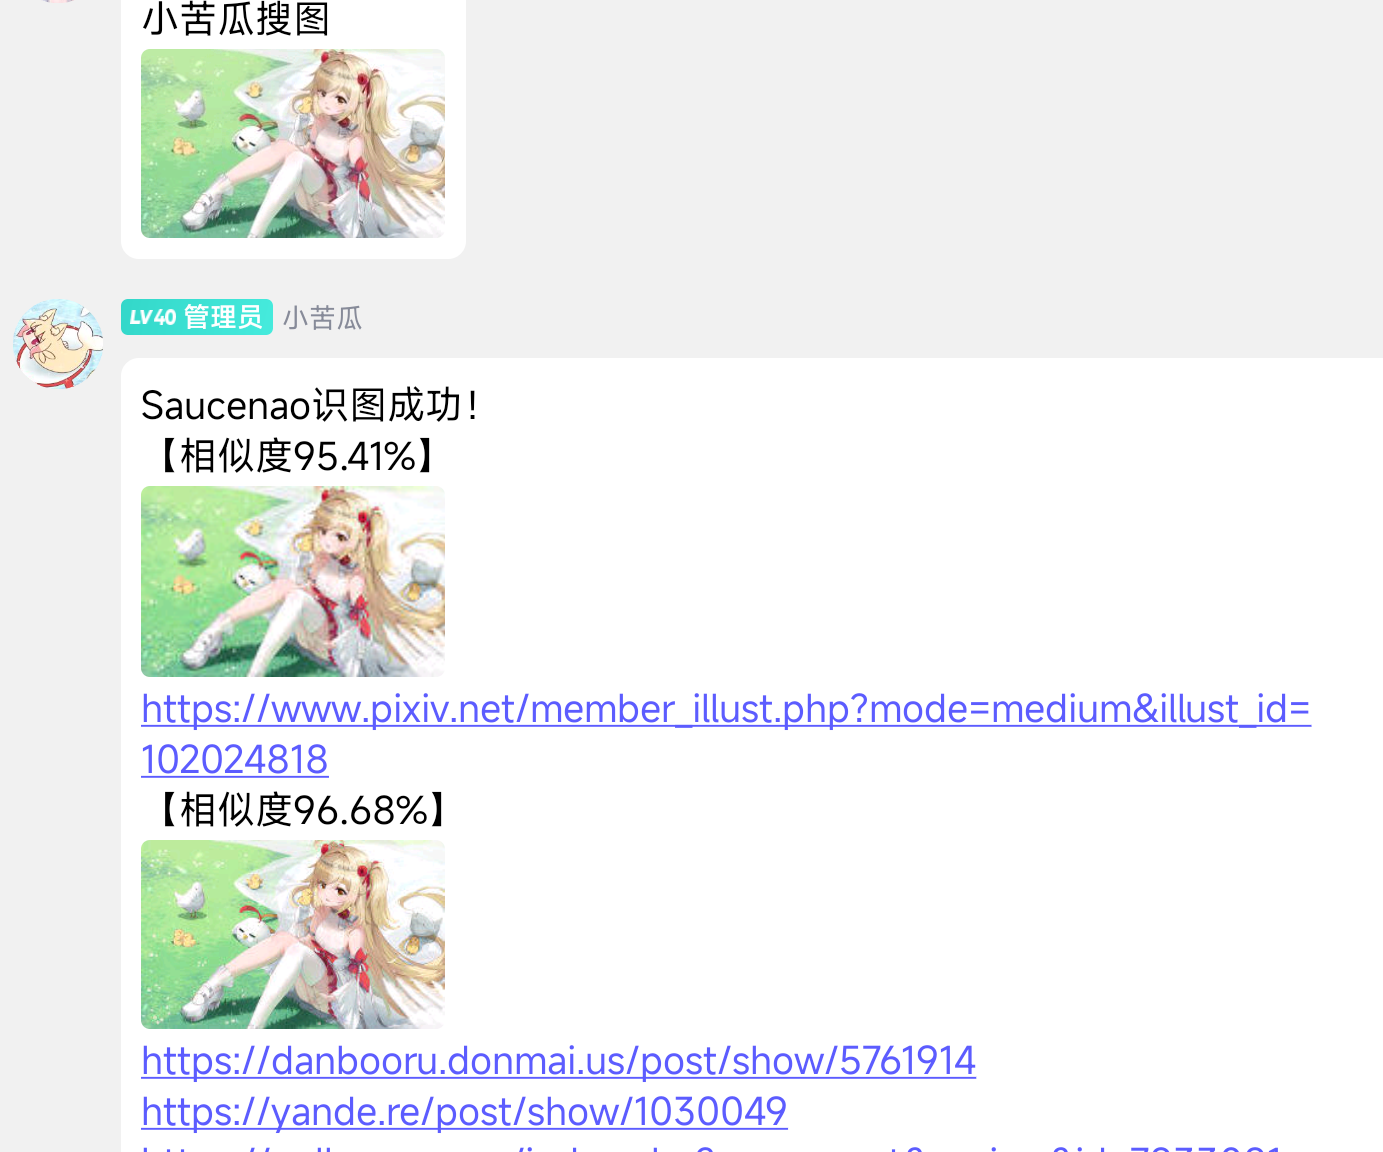 小苦瓜搜图
LV40 管理员 小苦瓜
Saucenao识图成功！
【相似度95.41%】
https://www.pixiv.net/member_illust.php?mode=medium&illust_id=
102024818
【相似度96.68%】
https://danbooru.donmai.us/post/show/5761914
https://yande.re/post/show/1030049